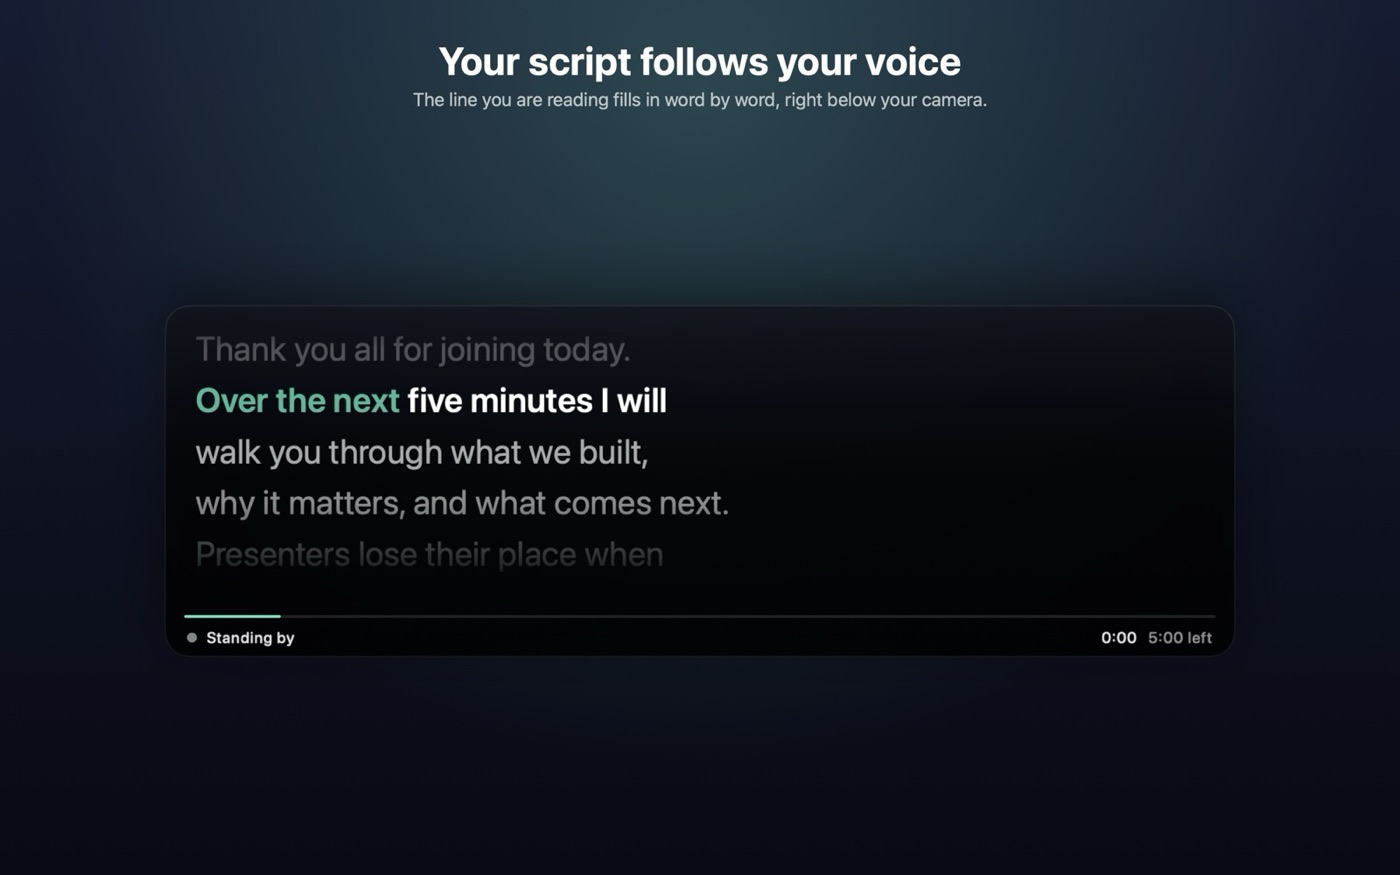 Your script follows your voice
The line you are reading fills in word by word, right below your camera.
Thank you all for joining today.
Over the next five minutes I will
walk you through what we built,
why it matters, and what comes next.
Presenters lose their place when
Standing by
0:00 5:00 left